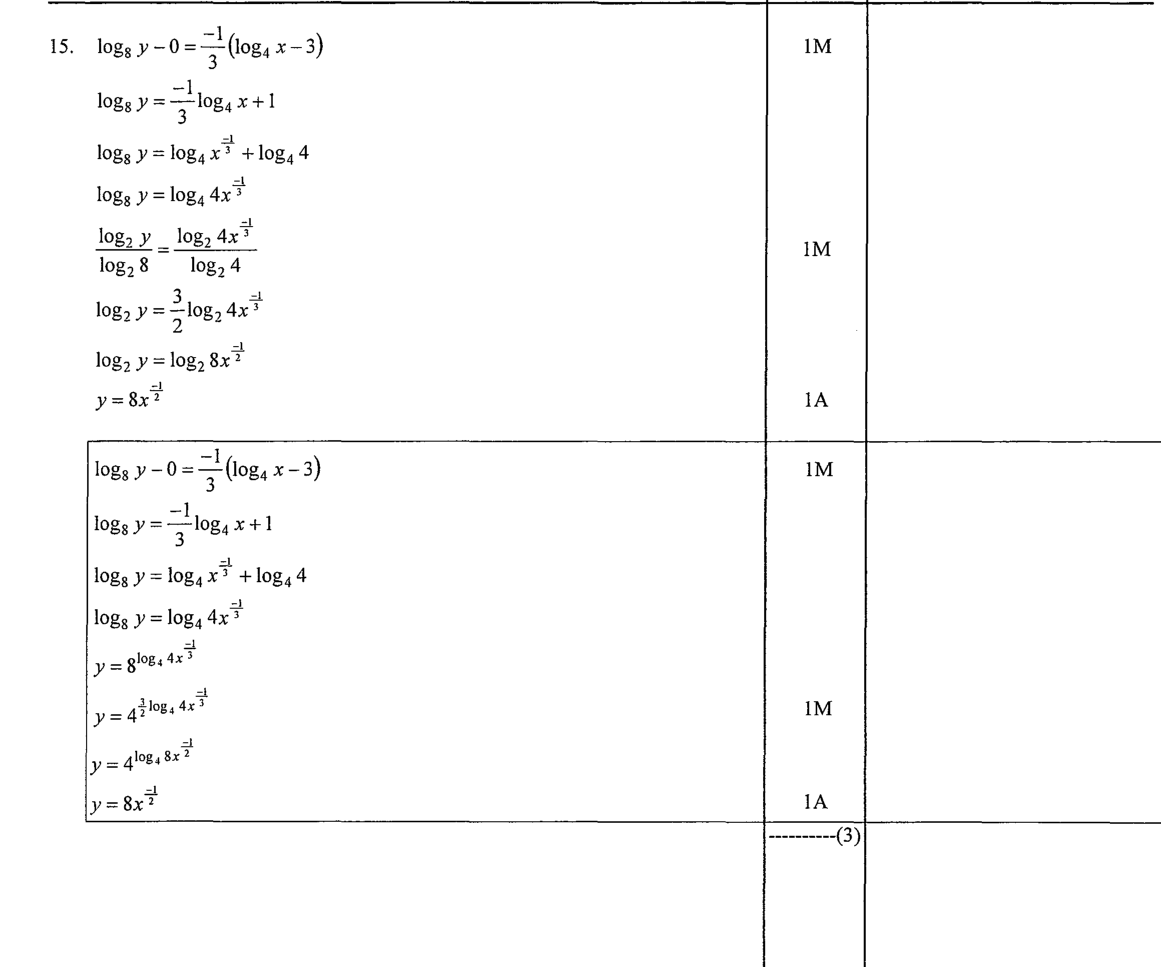 15. log₈ y − 0 = −1/3 (log₄ x − 3) 1M
log₈ y = −1/3 log₄ x + 1
log₈ y = log₄ x^(−1/3) + log₄ 4
log₈ y = log₄ 4x^(−1/3)
log₂ y / log₂ 8 = log₂ 4x^(−1/3) / log₂ 4 1M
log₂ y = 3/2 log₂ 4x^(−1/3)
log₂ y = log₂ 8x^(−1/2)
y = 8x^(−1/2) 1A
log₈ y − 0 = −1/3 (log₄ x − 3) 1M
log₈ y = −1/3 log₄ x + 1
log₈ y = log₄ x^(−1/3) + log₄ 4
log₈ y = log₄ 4x^(−1/3)
y = 8^(log₄ 4x^(−1/3))
y = 4^(3/2 log₄ 4x^(−1/3)) 1M
y = 4^(log₄ 8x^(−1/2))
y = 8x^(−1/2) 1A
----------(3)